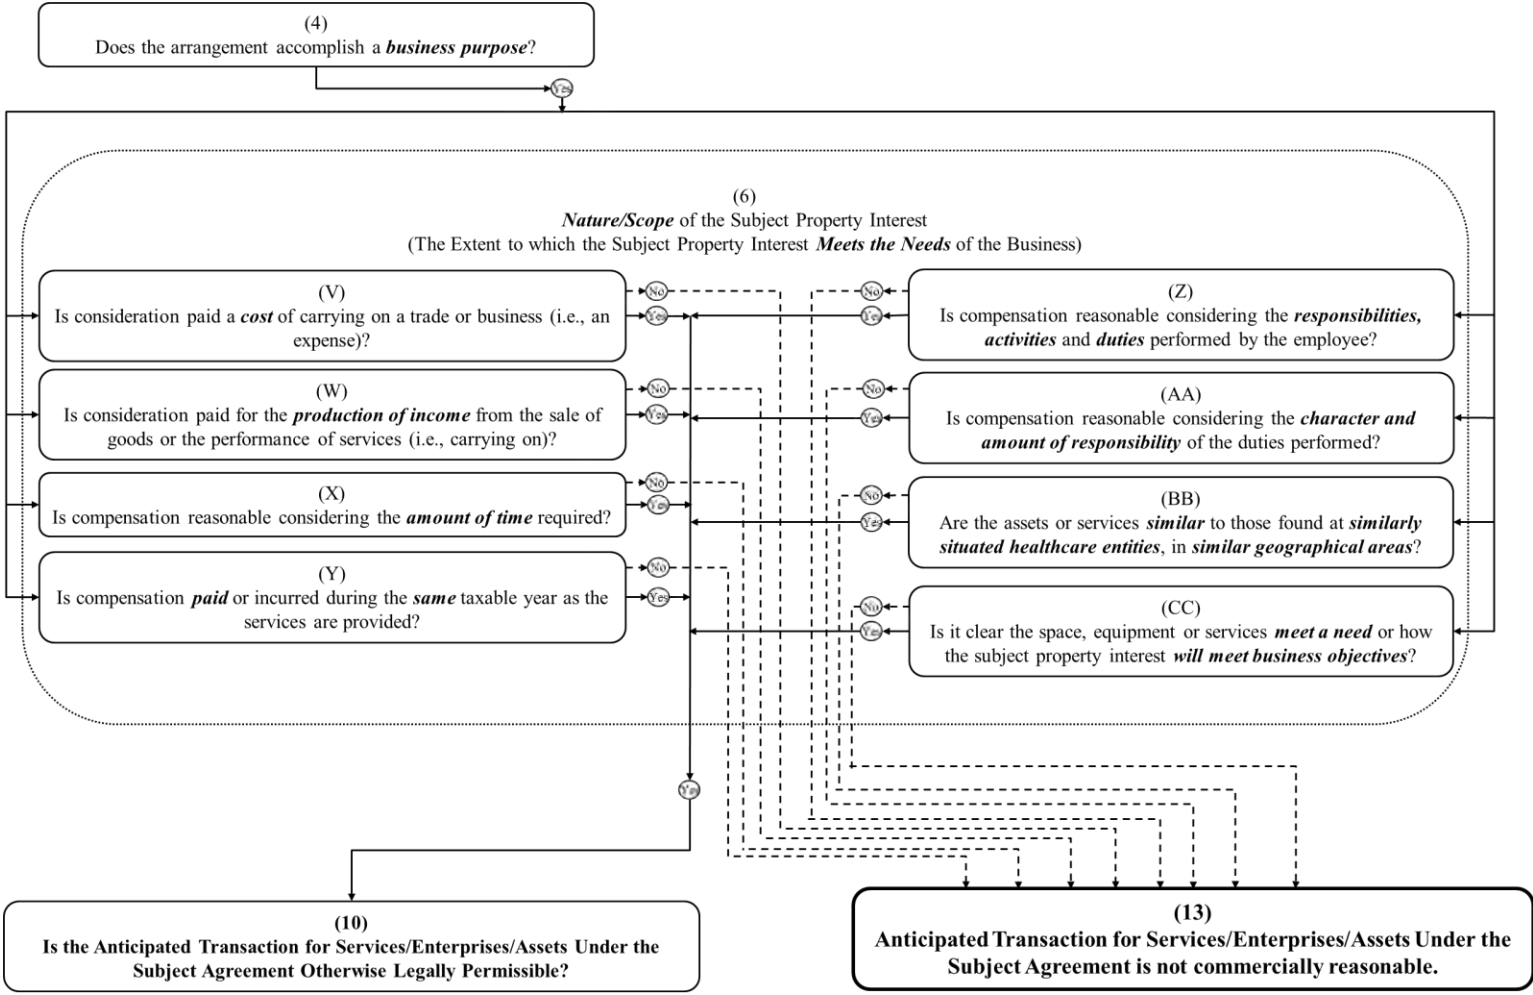 (4)
Does the arrangement accomplish a business purpose?
Yes
(6)
Nature/Scope of the Subject Property Interest
(The Extent to which the Subject Property Interest Meets the Needs of the Business)
(V)
Is consideration paid a cost of carrying on a trade or business (i.e., an
expense)?
No
Yes
(W)
Is consideration paid for the production of income from the sale of
goods or the performance of services (i.e., carrying on)?
No
Yes
(X)
Is compensation reasonable considering the amount of time required?
No
Yes
(Y)
Is compensation paid or incurred during the same taxable year as the
services are provided?
No
Yes
No
Yes
(Z)
Is compensation reasonable considering the responsibilities,
activities and duties performed by the employee?
No
Yes
(AA)
Is compensation reasonable considering the character and
amount of responsibility of the duties performed?
No
Yes
(BB)
Are the assets or services similar to those found at similarly
situated healthcare entities, in similar geographical areas?
No
Yes
(CC)
Is it clear the space, equipment or services meet a need or how
the subject property interest will meet business objectives?
Yes
(10)
Is the Anticipated Transaction for Services/Enterprises/Assets Under the
Subject Agreement Otherwise Legally Permissible?
(13)
Anticipated Transaction for Services/Enterprises/Assets Under the
Subject Agreement is not commercially reasonable.